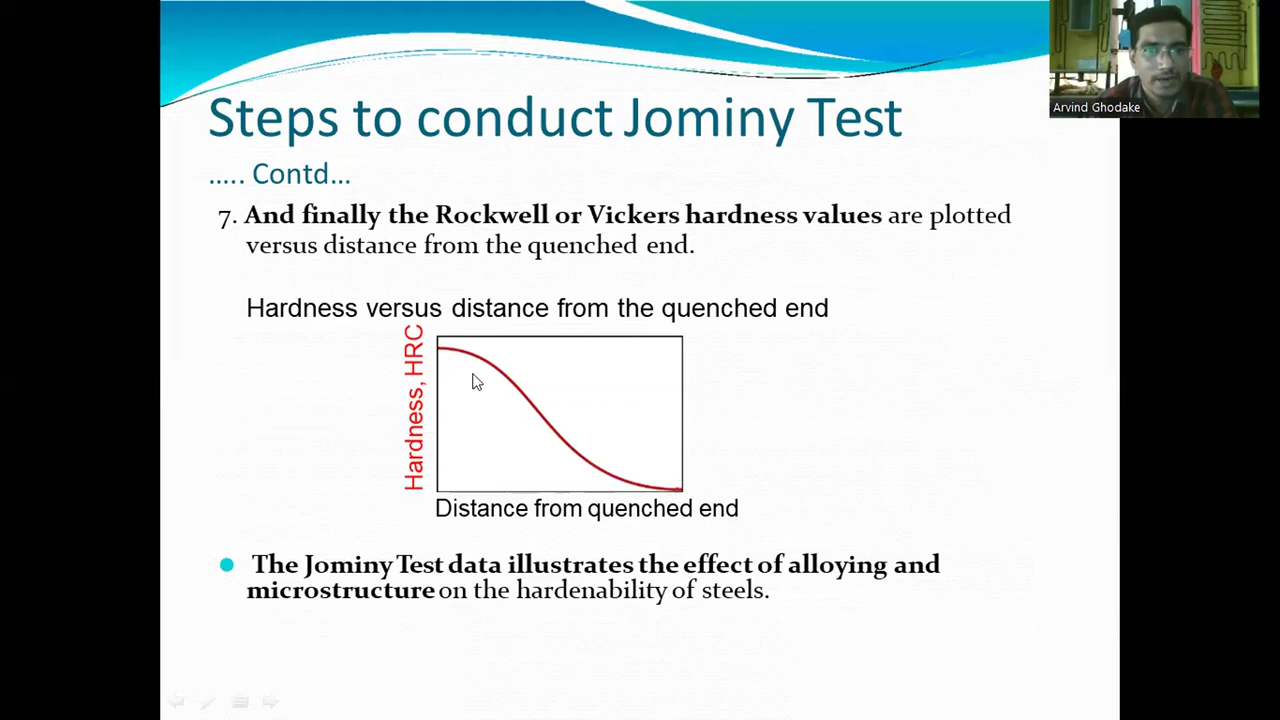 Arvind Ghodake
Steps to conduct Jominy Test
….. Contd…
7. And finally the Rockwell or Vickers hardness values are plotted
versus distance from the quenched end.
Hardness versus distance from the quenched end
Hardness, HRC
Distance from quenched end
The Jominy Test data illustrates the effect of alloying and
microstructure on the hardenability of steels.